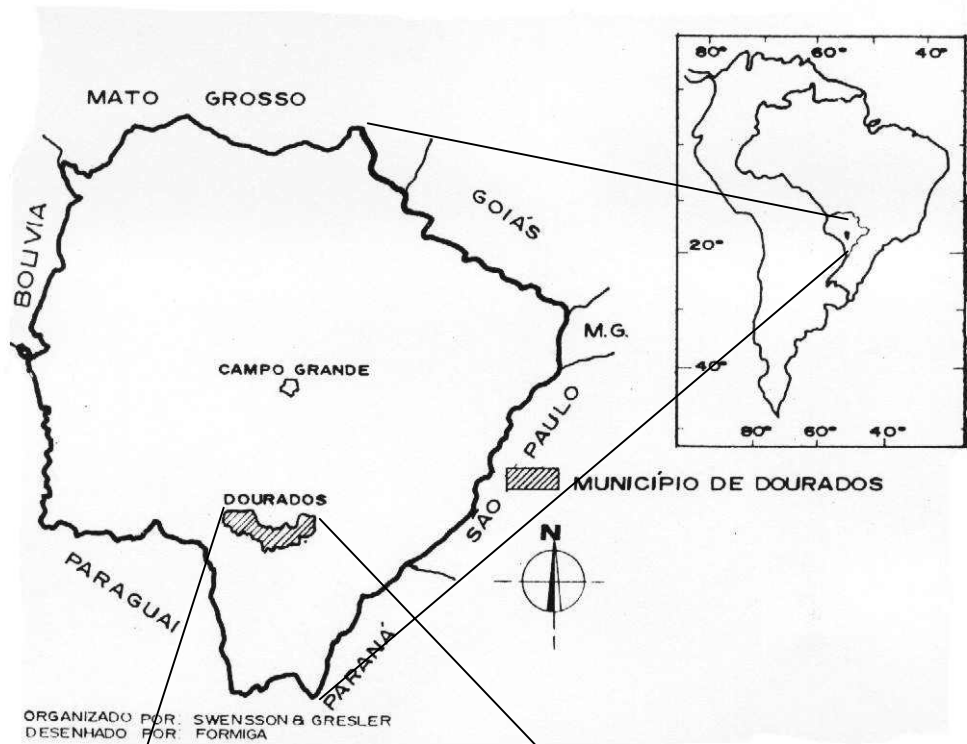 MATO GROSSO
GOIÁS
BOLIVIA
M.G.
CAMPO GRANDE
SÃO PAULO
DOURADOS
PARAGUAI
PARANÁ
MUNICÍPIO DE DOURADOS
N
80° 60° 40°
20°
40°
80° 60° 40°
ORGANIZADO POR: SWENSSON & GRESLER
DESENHADO POR: FORMIGA